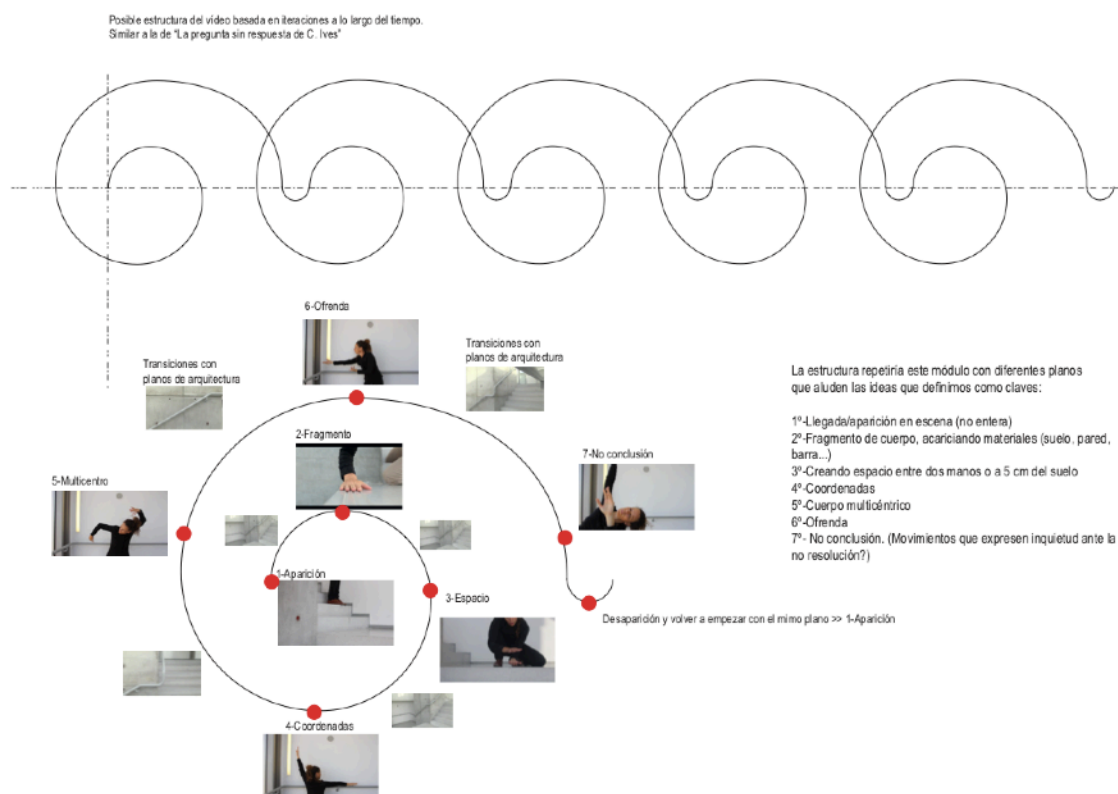 Posible estructura del vídeo basada en iteraciones a lo largo del tiempo.
Similar a la de "La pregunta sin respuesta de C. Ives"
6-Ofrenda
Transiciones con
planos de arquitectura
Transiciones con
planos de arquitectura
2-Fragmento
7-No conclusión
5-Multicentro
1-Aparición
3-Espacio
4-Coordenadas
Desaparición y volver a empezar con el mimo plano >> 1-Aparición
La estructura repetiría este módulo con diferentes planos
que aluden las ideas que definimos como claves:
1º-Llegada/aparición en escena (no entera)
2º-Fragmento de cuerpo, acariciando materiales (suelo, pared,
barra...)
3º-Creando espacio entre dos manos o a 5 cm del suelo
4º-Coordenadas
5º-Cuerpo multicéntrico
6º-Ofrenda
7º- No conclusión. (Movimientos que expresen inquietud ante la
no resolución?)